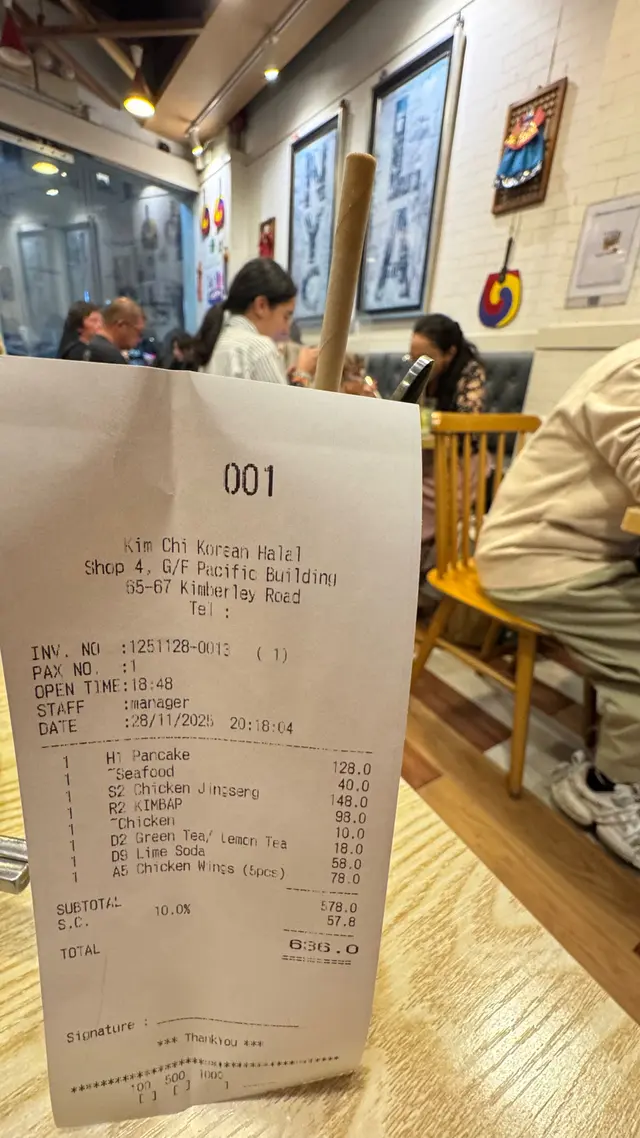 001
Kim Chi Korean Halal
Shop 4, G/F Pacific Building
65-67 Kimberley Road
Tel :
INV. NO :1251128-0013 ( 1)
PAX NO. :1
OPEN TIME:18:48
STAFF :manager
DATE :28/11/2025 20:18:04
1 H1 Pancake 128.0
1 ~Seafood 40.0
1 S2 Chicken Jingseng 148.0
1 R2 KIMBAP 98.0
1 ~Chicken 10.0
1 D2 Green Tea/ Lemon Tea 18.0
1 D9 Lime Soda 58.0
1 A5 Chicken Wings (5pcs) 78.0
SUBTOTAL 578.0
S.C. 10.0% 57.8
TOTAL 636.0
Signature :
*** Thankyou ***
100 500 1000
[ ] [ ] ]